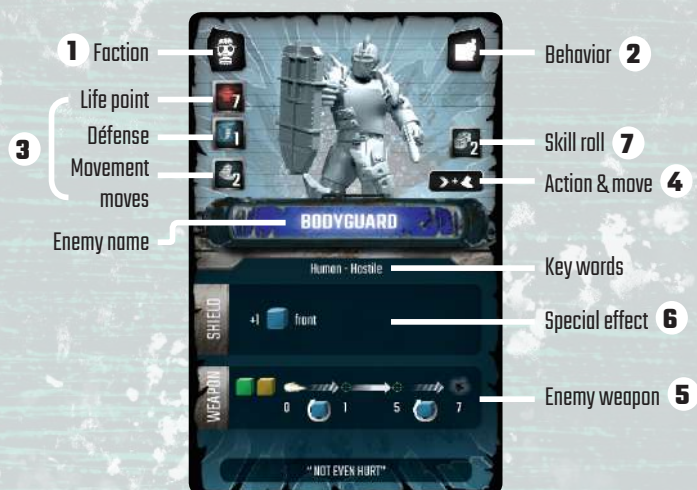 1 Faction
Behavior 2
Life point
7
3
Défense
1
Skill roll 7
2
Movement
moves
2
+
Action & move 4
Enemy name
BODYGUARD
Human - Hostile
Key words
SHIELD
+1 front
Special effect 6
WEAPON
0 1 5 7
Enemy weapon 5
"NOT EVEN HURT"